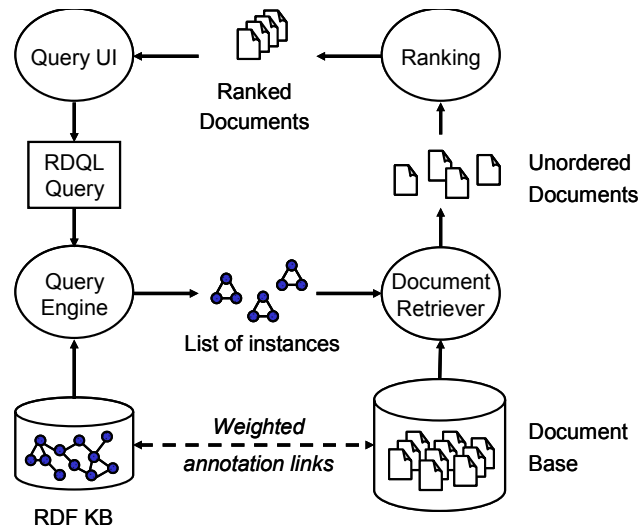 Query UI
Ranked
Documents
Ranking
RDQL
Query
Unordered
Documents
Query
Engine
List of instances
Document
Retriever
Weighted
annotation links
Document
Base
RDF KB